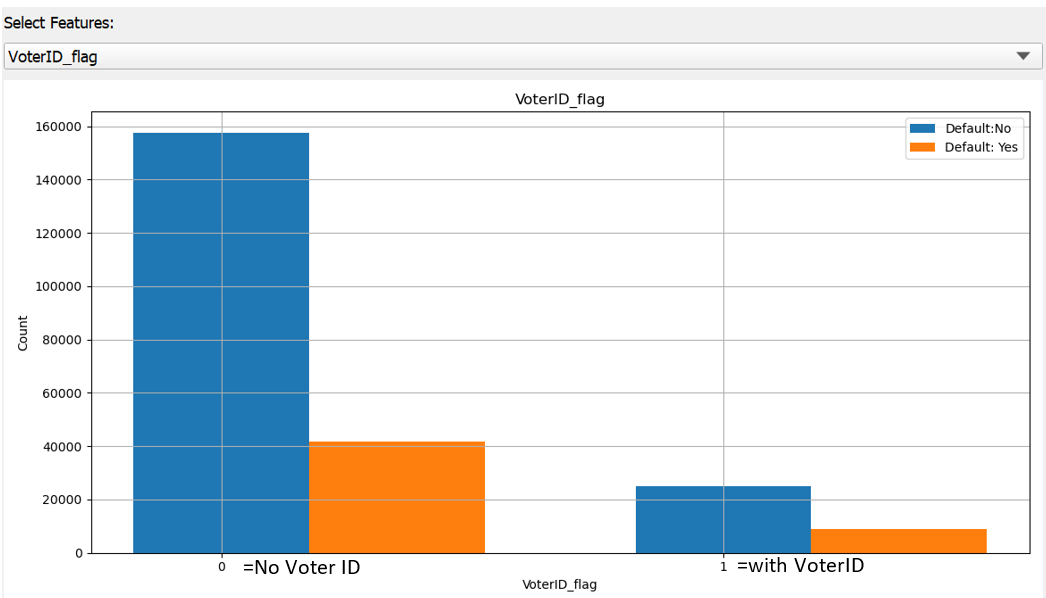 Select Features:
VoterID_flag
VoterID_flag
Default:No
Default: Yes
160000
140000
120000
100000
80000
60000
40000
20000
0
Count
0 =No Voter ID 1 =with VoterID
VoterID_flag